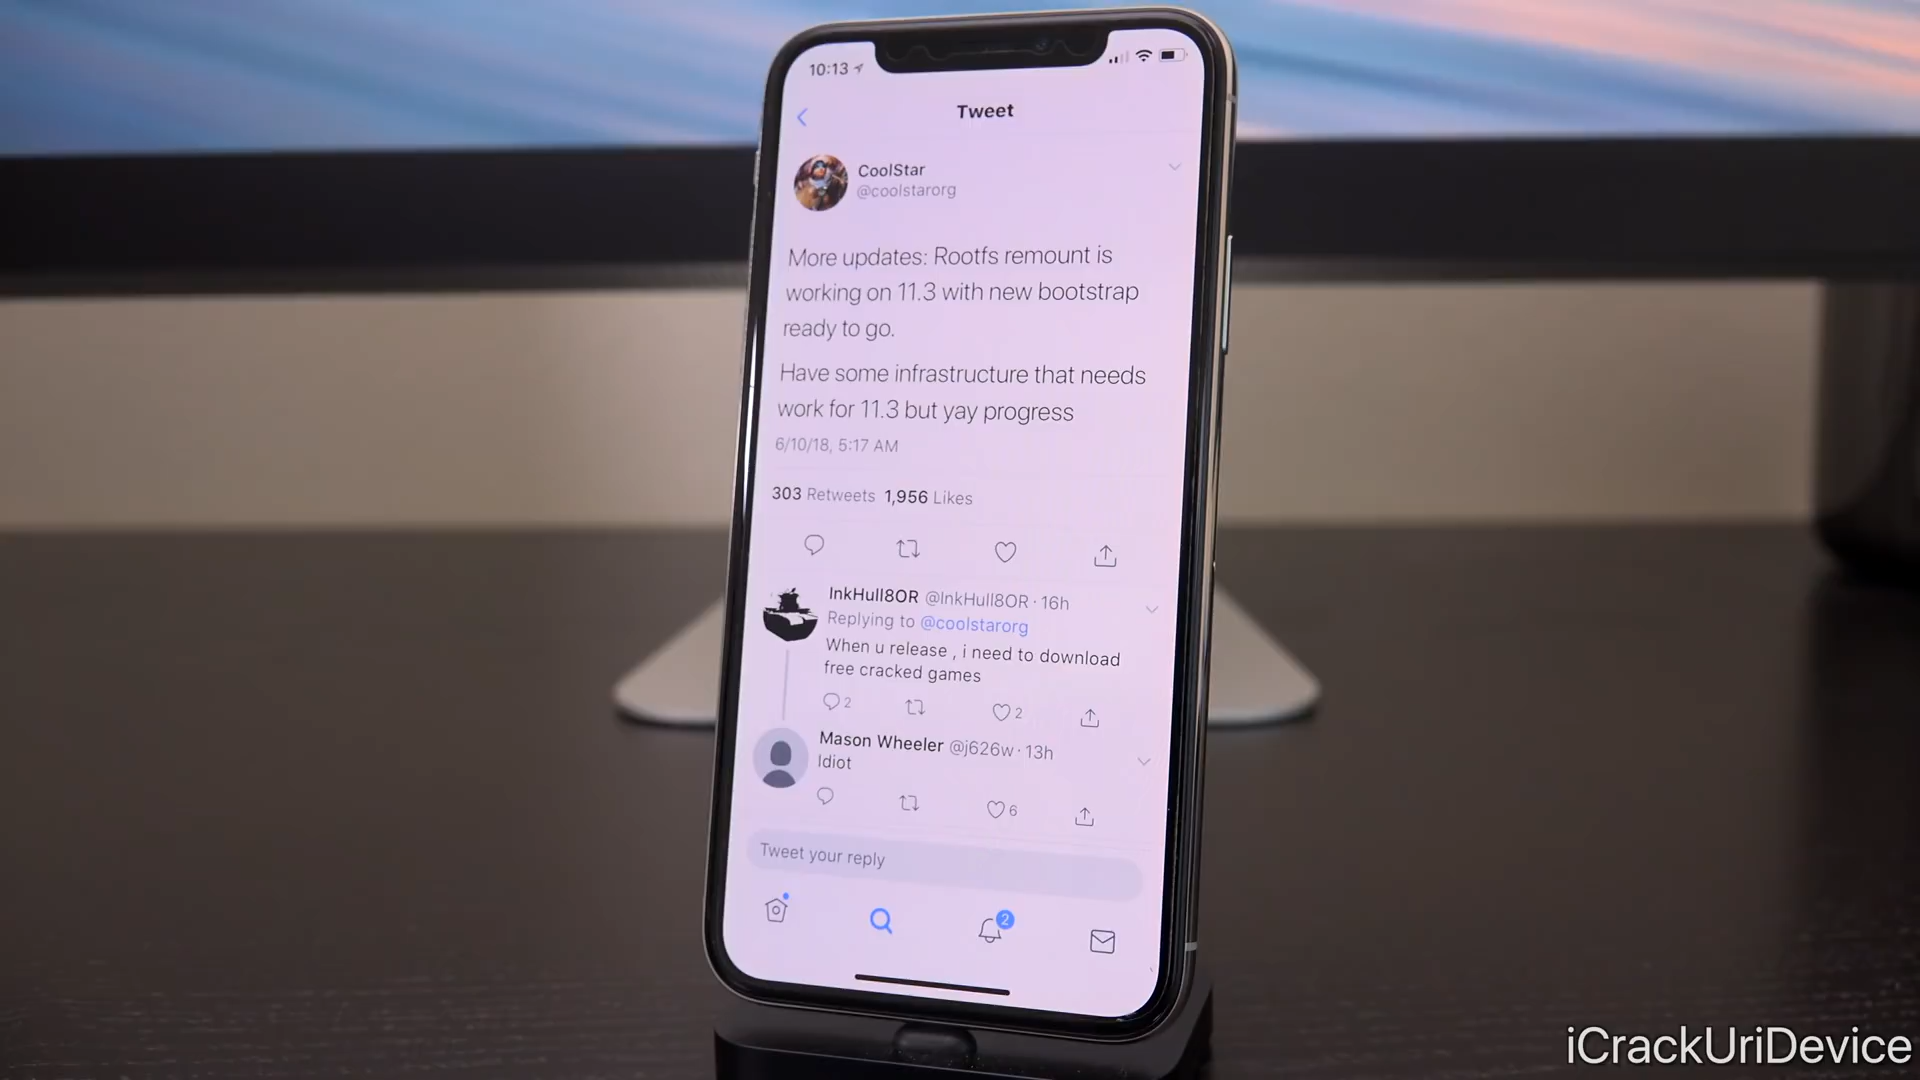 10:13
Tweet
CoolStar
@coolstarorg
More updates: Rootfs remount is
working on 11.3 with new bootstrap
ready to go.
Have some infrastructure that needs
work for 11.3 but yay progress
6/10/18, 5:17 AM
303 Retweets 1,956 Likes
InkHull8OR @InkHull8OR · 16h
Replying to @coolstarorg
When u release , i need to download
free cracked games
2
2
Mason Wheeler @j626w · 13h
Idiot
6
Tweet your reply
2
iCrackUriDevice